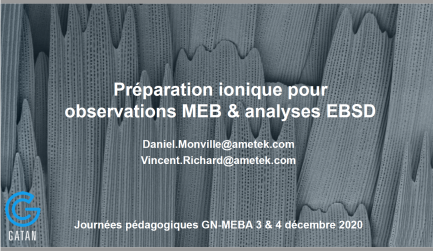 Préparation ionique pour
observations MEB & analyses EBSD
Daniel.Monville@ametek.com
Vincent.Richard@ametek.com
GATAN
Journées pédagogiques GN-MEBA 3 & 4 décembre 2020